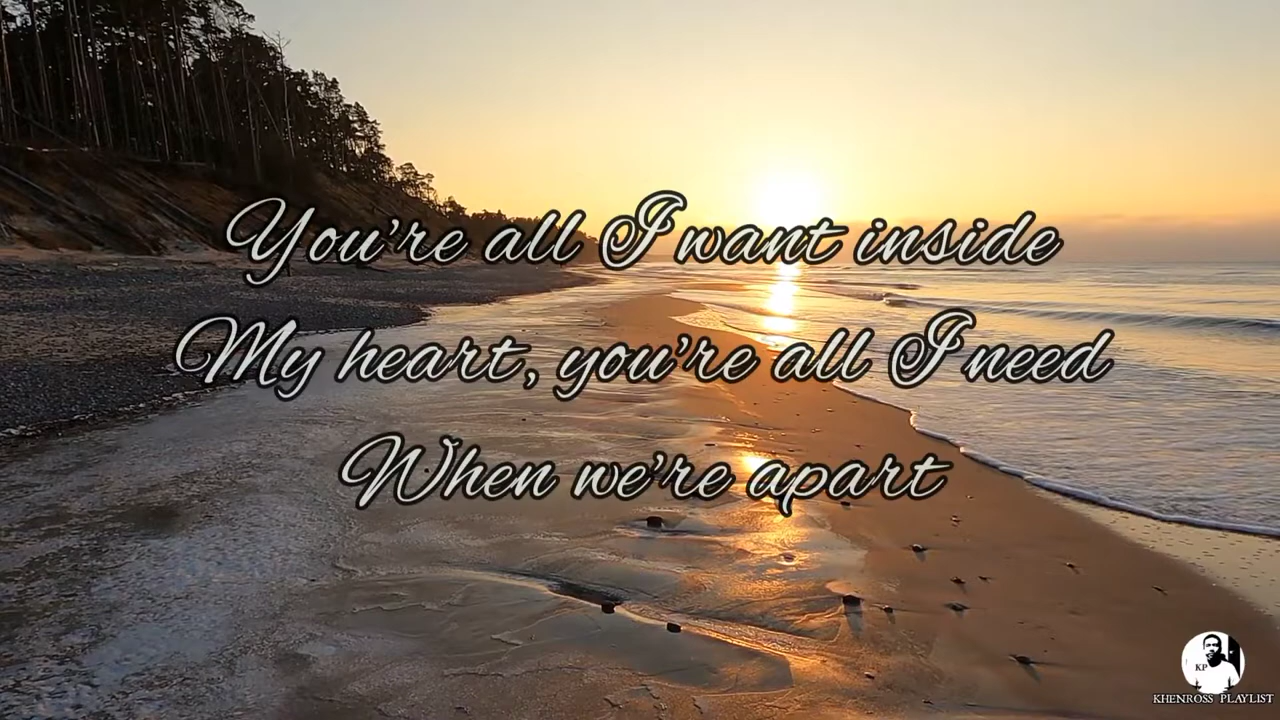 You're all I want inside
My heart, you're all I need
When we're apart
KP
KHENROSS PLAYLIST